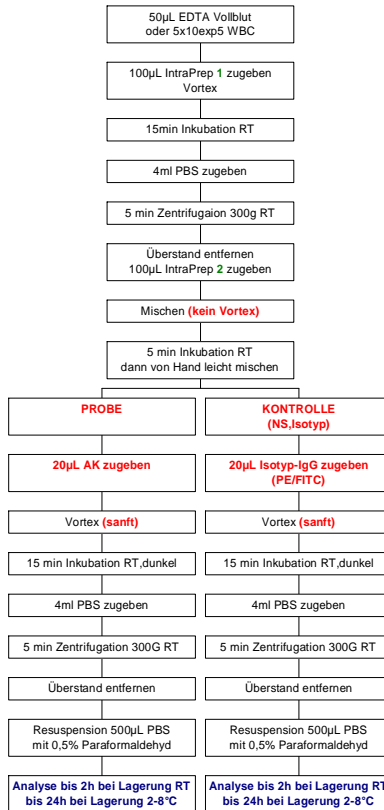 50µL EDTA Vollblut
oder 5x10exp5 WBC
100µL IntraPrep 1 zugeben
Vortex
15min Inkubation RT
4ml PBS zugeben
5 min Zentrifugaion 300g RT
Überstand entfernen
100µL IntraPrep 2 zugeben
Mischen (kein Vortex)
5 min Inkubation RT
dann von Hand leicht mischen
PROBE
20µL AK zugeben
Vortex (sanft)
15 min Inkubation RT,dunkel
4ml PBS zugeben
5 min Zentrifugation 300G RT
Überstand entfernen
Resuspension 500µL PBS
mit 0,5% Paraformaldehyd
Analyse bis 2h bei Lagerung RT
bis 24h bei Lagerung 2-8°C
KONTROLLE
(NS,Isotyp)
20µL Isotyp-IgG zugeben
(PE/FITC)
Vortex (sanft)
15 min Inkubation RT,dunkel
4ml PBS zugeben
5 min Zentrifugation 300G RT
Überstand entfernen
Resuspension 500µL PBS
mit 0,5% Paraformaldehyd
Analyse bis 2h bei Lagerung RT
bis 24h bei Lagerung 2-8°C